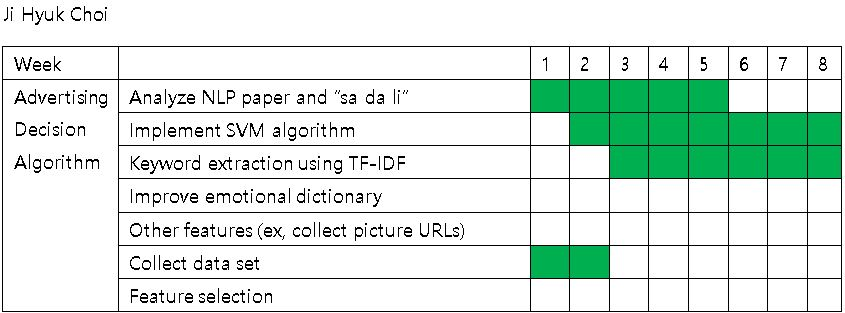 Ji Hyuk Choi
Week 1 2 3 4 5 6 7 8
Advertising Analyze NLP paper and “sa da li”
Decision Implement SVM algorithm
Algorithm Keyword extraction using TF-IDF
Improve emotional dictionary
Other features (ex, collect picture URLs)
Collect data set
Feature selection